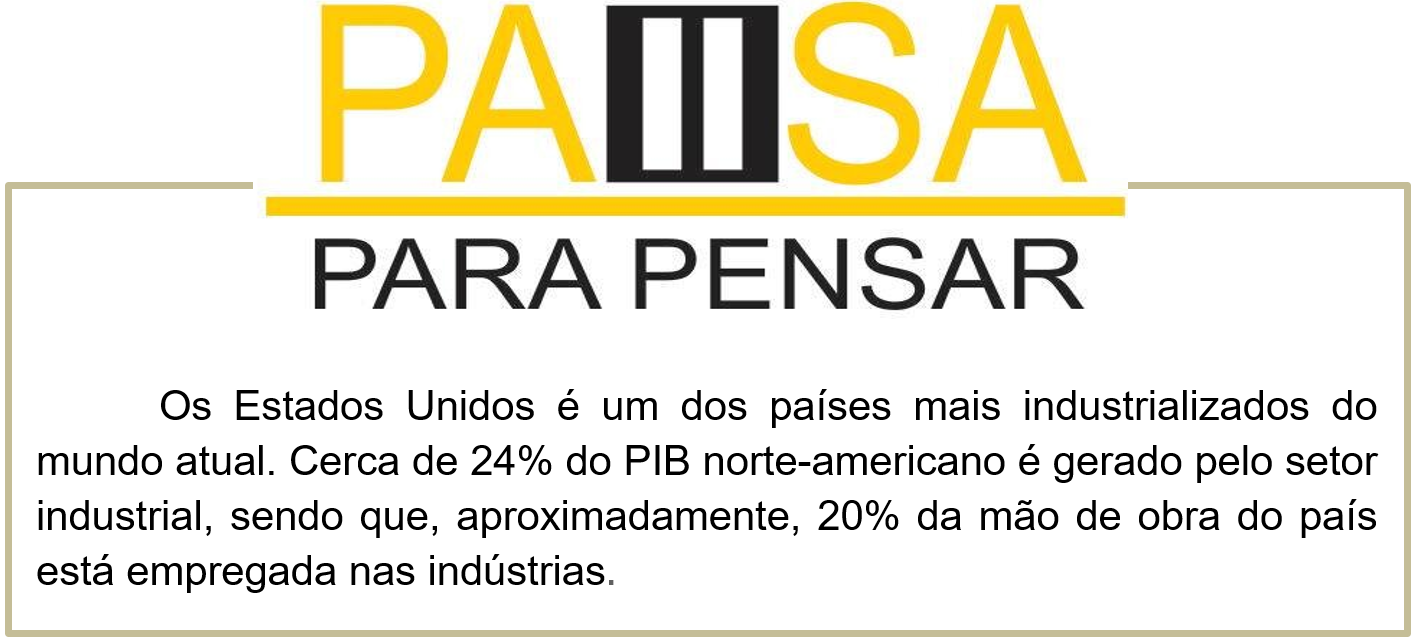 PAUSA
PARA PENSAR
Os Estados Unidos é um dos países mais industrializados do
mundo atual. Cerca de 24% do PIB norte-americano é gerado pelo setor
industrial, sendo que, aproximadamente, 20% da mão de obra do país
está empregada nas indústrias.